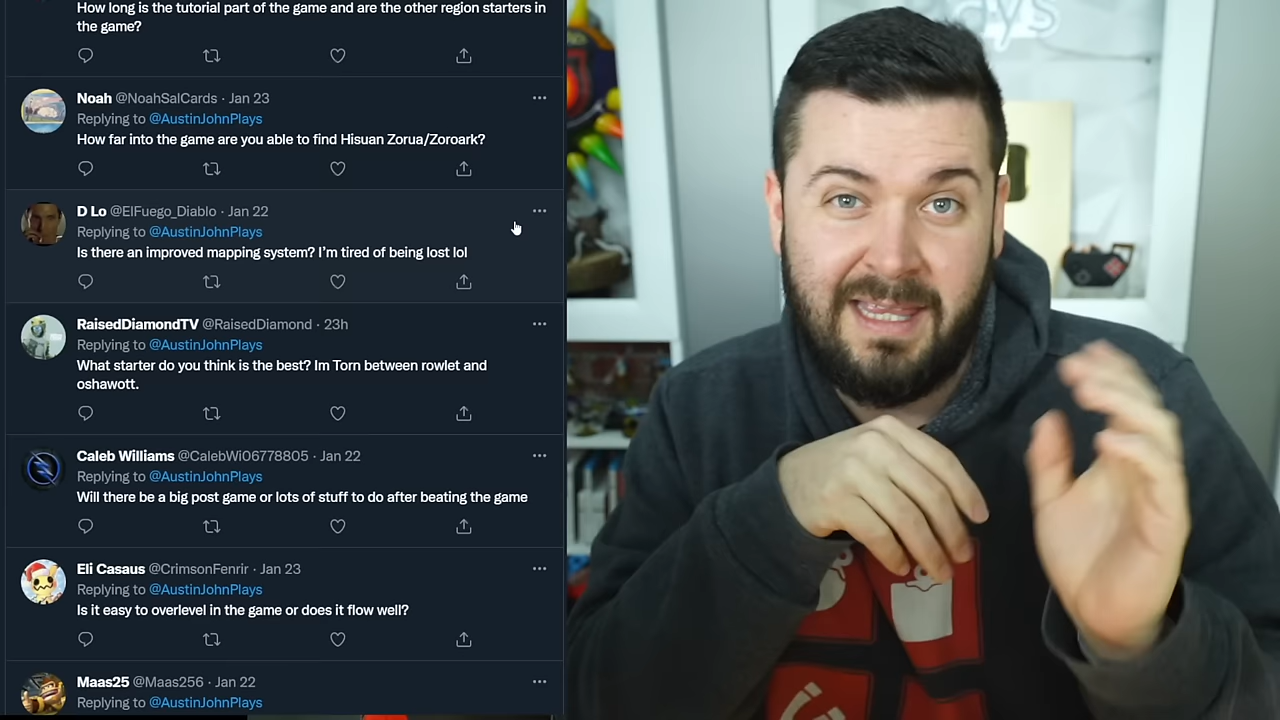 How long is the tutorial part of the game and are the other region starters in
the game?
Noah @NoahSalCards · Jan 23
Replying to @AustinJohnPlays
How far into the game are you able to find Hisuan Zorua/Zoroark?
D Lo @ElFuego_Diablo · Jan 22
Replying to @AustinJohnPlays
Is there an improved mapping system? I'm tired of being lost lol
RaisedDiamondTV @RaisedDiamond · 23h
Replying to @AustinJohnPlays
What starter do you think is the best? Im Torn between rowlet and
oshawott.
Caleb Williams @CalebWi06778805 · Jan 22
Replying to @AustinJohnPlays
Will there be a big post game or lots of stuff to do after beating the game
Eli Casaus @CrimsonFenrir · Jan 23
Replying to @AustinJohnPlays
Is it easy to overlevel in the game or does it flow well?
Maas25 @Maas256 · Jan 22
Replying to @AustinJohnPlays